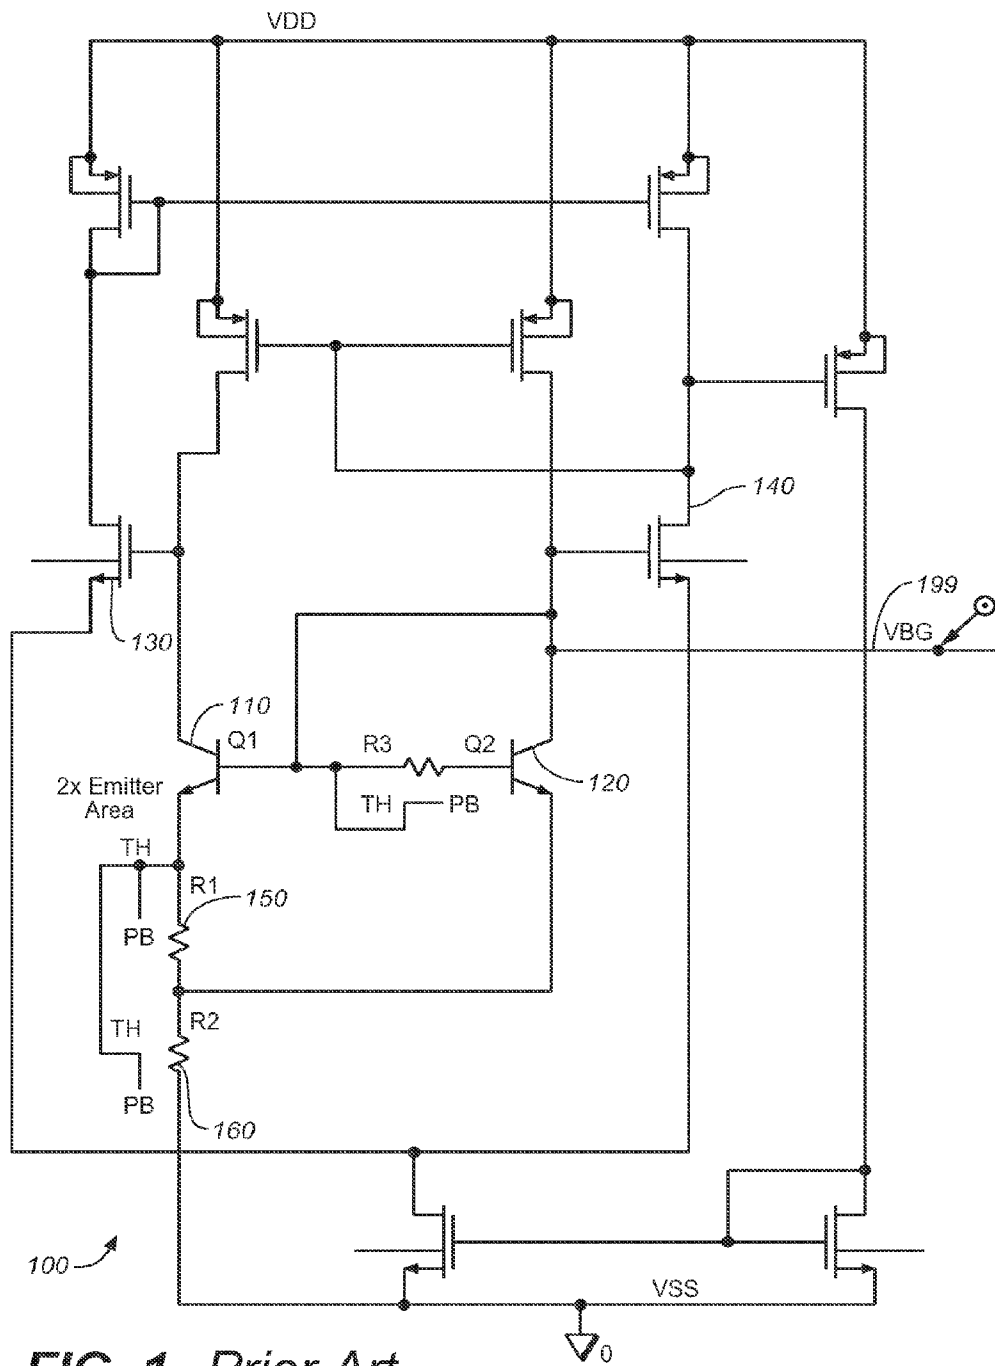 VDD
140
199
VBG
130
110
Q1
R3
Q2
2x Emitter
Area
TH
PB
120
TH
R1
150
PB
R2
TH
PB
160
100
VSS
0
FIG. 1 Prior Art